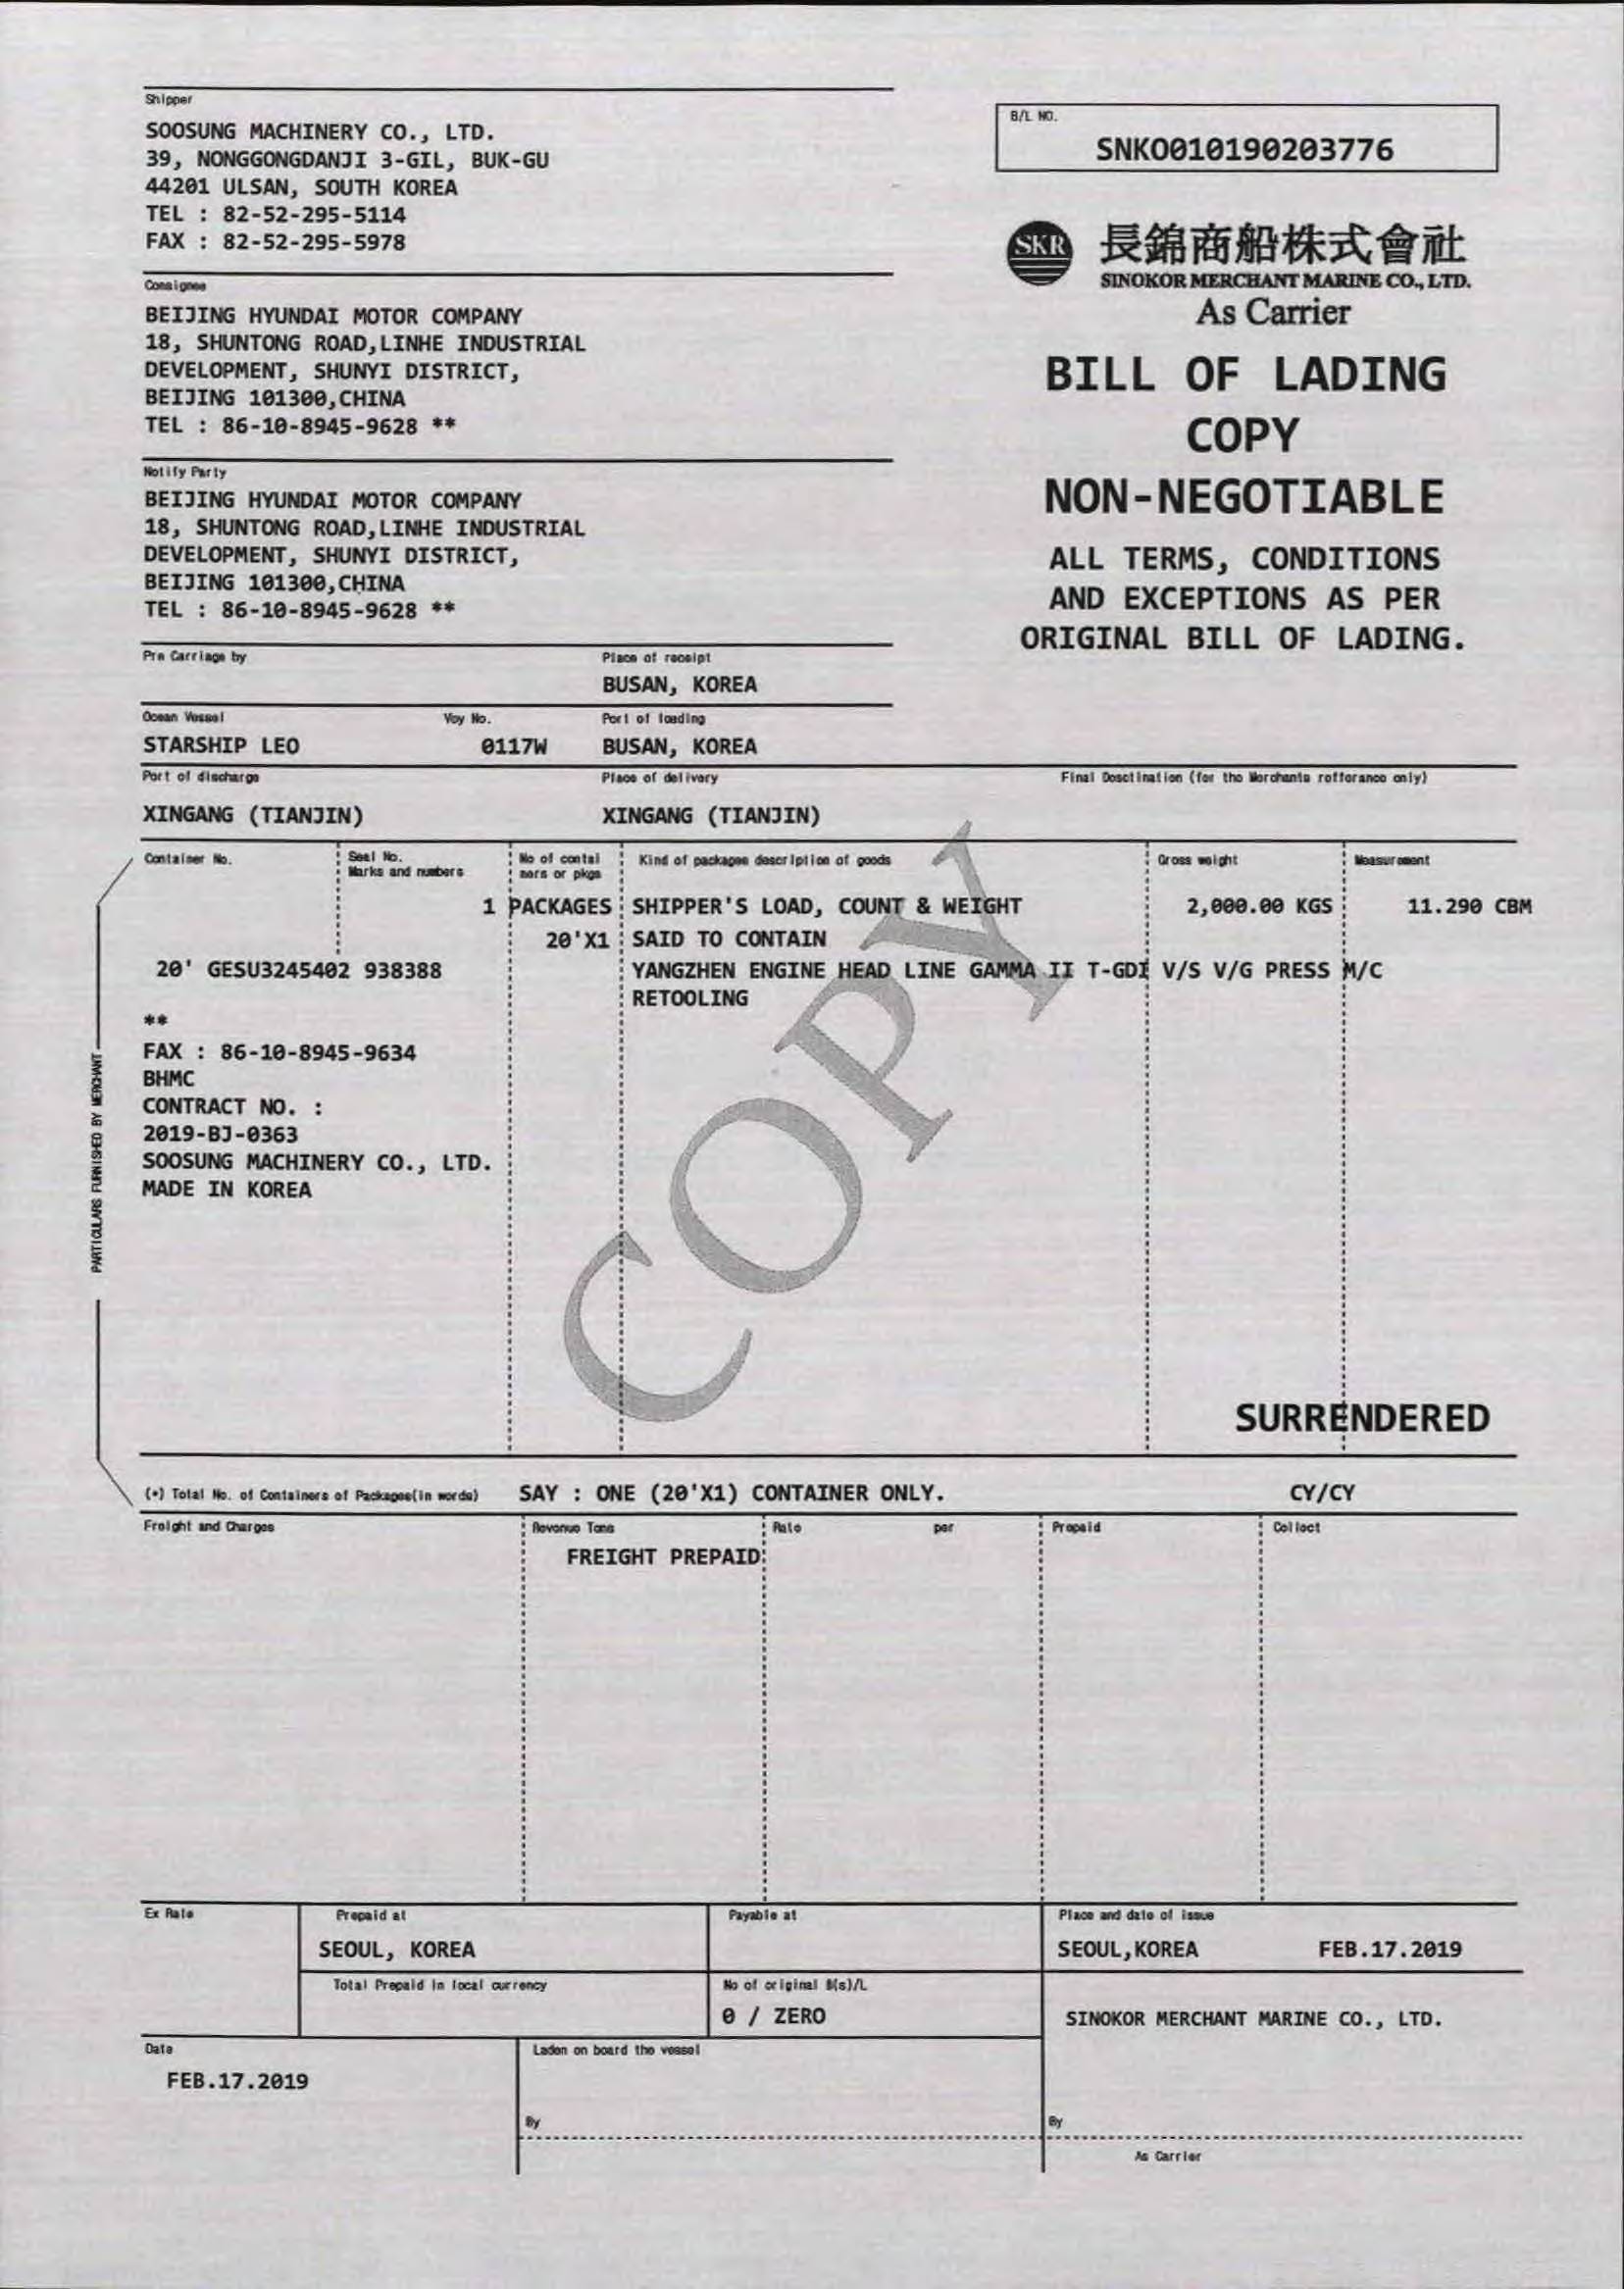 Shipper
SOOSUNG MACHINERY CO., LTD.
39, NONGGONGDANJI 3-GIL, BUK-GU
44201 ULSAN, SOUTH KOREA
TEL : 82-52-295-5114
FAX : 82-52-295-5978
B/L NO.
SNKO010190203776
SKR
長錦商船株式會社
SINOKOR MERCHANT MARINE CO., LTD.
As Carrier
BILL OF LADING
COPY
NON-NEGOTIABLE
ALL TERMS, CONDITIONS
AND EXCEPTIONS AS PER
ORIGINAL BILL OF LADING.
Consignee
BEIJING HYUNDAI MOTOR COMPANY
18, SHUNTONG ROAD,LINHE INDUSTRIAL
DEVELOPMENT, SHUNYI DISTRICT,
BEIJING 101300,CHINA
TEL : 86-10-8945-9628 **
Notify Party
BEIJING HYUNDAI MOTOR COMPANY
18, SHUNTONG ROAD,LINHE INDUSTRIAL
DEVELOPMENT, SHUNYI DISTRICT,
BEIJING 101300,CHINA
TEL : 86-10-8945-9628 **
Pre Carriage by
Place of receipt
BUSAN, KOREA
Ocean Vessel Voy No. Port of loading
STARSHIP LEO 0117W BUSAN, KOREA
Port of discharge Place of delivery Final Desctination (for the Merchants refferance only)
XINGANG (TIANJIN) XINGANG (TIANJIN)
Container No. Seal No. No of contai Kind of packages description of goods Gross weight Measurement
Marks and numbers ners or pkgs
1 PACKAGES SHIPPER'S LOAD, COUNT & WEIGHT 2,000.00 KGS 11.290 CBM
20'X1 SAID TO CONTAIN
20' GESU3245402 938388 YANGZHEN ENGINE HEAD LINE GAMMA II T-GDI V/S V/G PRESS M/C
RETOOLING
**
FAX : 86-10-8945-9634
BHMC
CONTRACT NO. :
2019-BJ-0363
SOOSUNG MACHINERY CO., LTD.
MADE IN KOREA
PARTICULARS FURNISHED BY MERCHANT
COPY
SURRENDERED
(*) Total No. of Containers of Packages(in words) SAY : ONE (20'X1) CONTAINER ONLY. CY/CY
Freight and Charges Revenue Tons Rate per Prepaid Collect
FREIGHT PREPAID
Ex Rate Prepaid at Payable at Place and date of issue
SEOUL, KOREA SEOUL,KOREA FEB.17.2019
Total Prepaid in local currency No of original B(s)/L
0 / ZERO
SINOKOR MERCHANT MARINE CO., LTD.
Date Laden on board the vessel
FEB.17.2019
By By
As Carrier